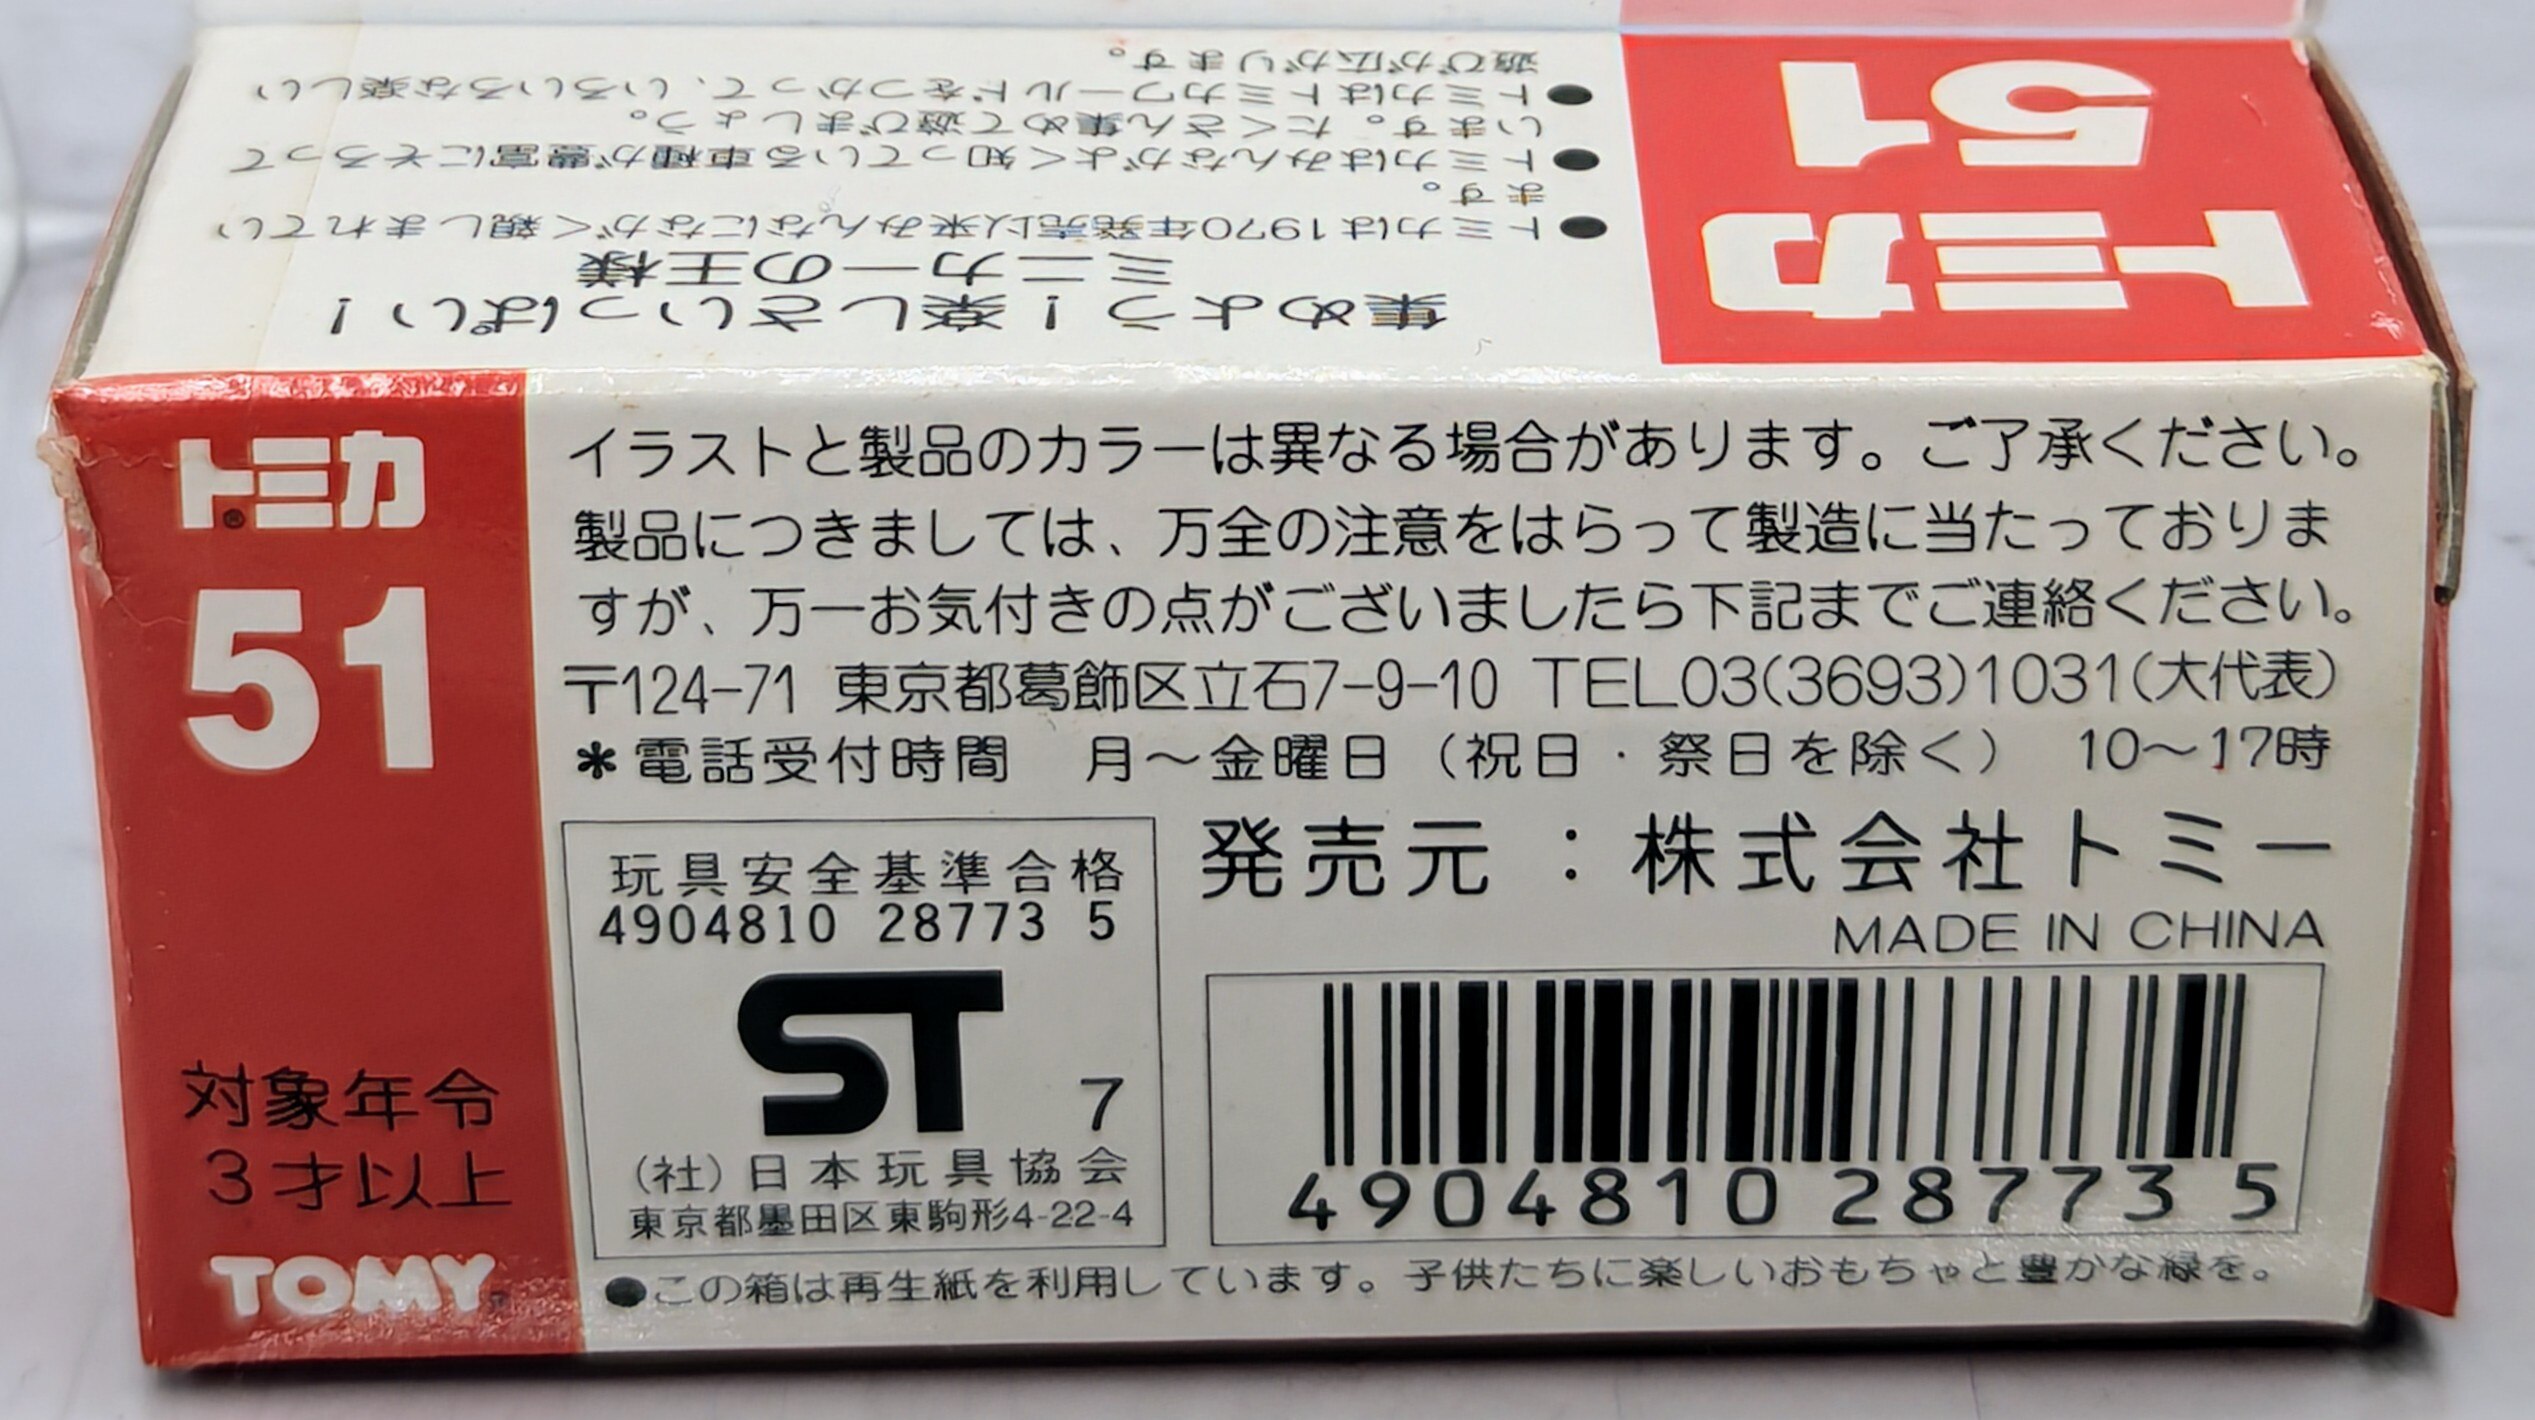 トミカ
51
集めよう！楽しさいっぱい！
ミニカーの王様
●トミカは1970年発売以来みんなにながく親しまれてい
ます。
●トミカはみんながよく知っている車種が豊富にそろって
います。たくさん集めて遊びましょう。
●トミカはトミカワールドをつかって、いろいろな楽しい
遊びが広がります。
トミカ®
51
対象年令
3才以上
TOMY
イラストと製品のカラーは異なる場合があります。ご了承ください。
製品につきましては、万全の注意をはらって製造に当たっておりま
すが、万一お気付きの点がございましたら下記までご連絡ください。
〒124-71 東京都葛飾区立石7-9-10 TEL03(3693)1031(大代表)
＊電話受付時間 月〜金曜日（祝日・祭日を除く） 10〜17時
玩具安全基準合格
4904810 28773 5
ST 7
(社)日本玩具協会
東京都墨田区東駒形4-22-4
発売元：株式会社トミー
MADE IN CHINA
4904810 28773 5
●この箱は再生紙を利用しています。子供たちに楽しいおもちゃと豊かな緑を。